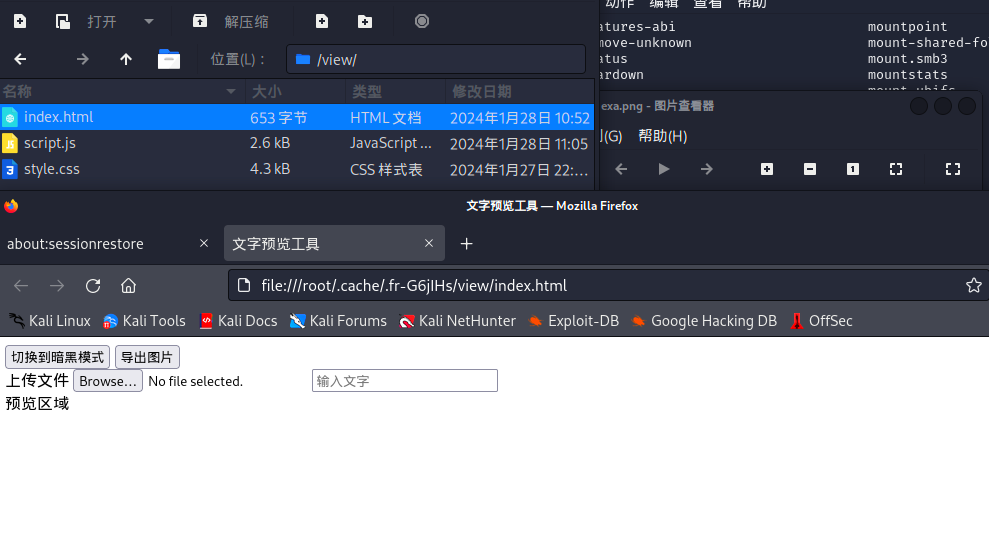 打开 解压缩
位置(L)： /view/
名称 大小 类型 修改日期
index.html 653 字节 HTML 文档 2024年1月28日 10:52
script.js 2.6 kB JavaScript ... 2024年1月28日 11:05
style.css 4.3 kB CSS 样式表 2024年1月27日 22:...
动作 编辑 查看 帮助
atures-abi mountpoint
move-unknown mount-shared-fo
atus mount.smb3
ardown mountstats
mount.ubifs
exa.png - 图片查看器
(G) 帮助(H)
1
文字预览工具 — Mozilla Firefox
about:sessionrestore 文字预览工具
file:///root/.cache/.fr-G6jIHs/view/index.html
Kali Linux Kali Tools Kali Docs Kali Forums Kali NetHunter Exploit-DB Google Hacking DB OffSec
切换到暗黑模式 导出图片
上传文件 Browse... No file selected. 输入文字
预览区域